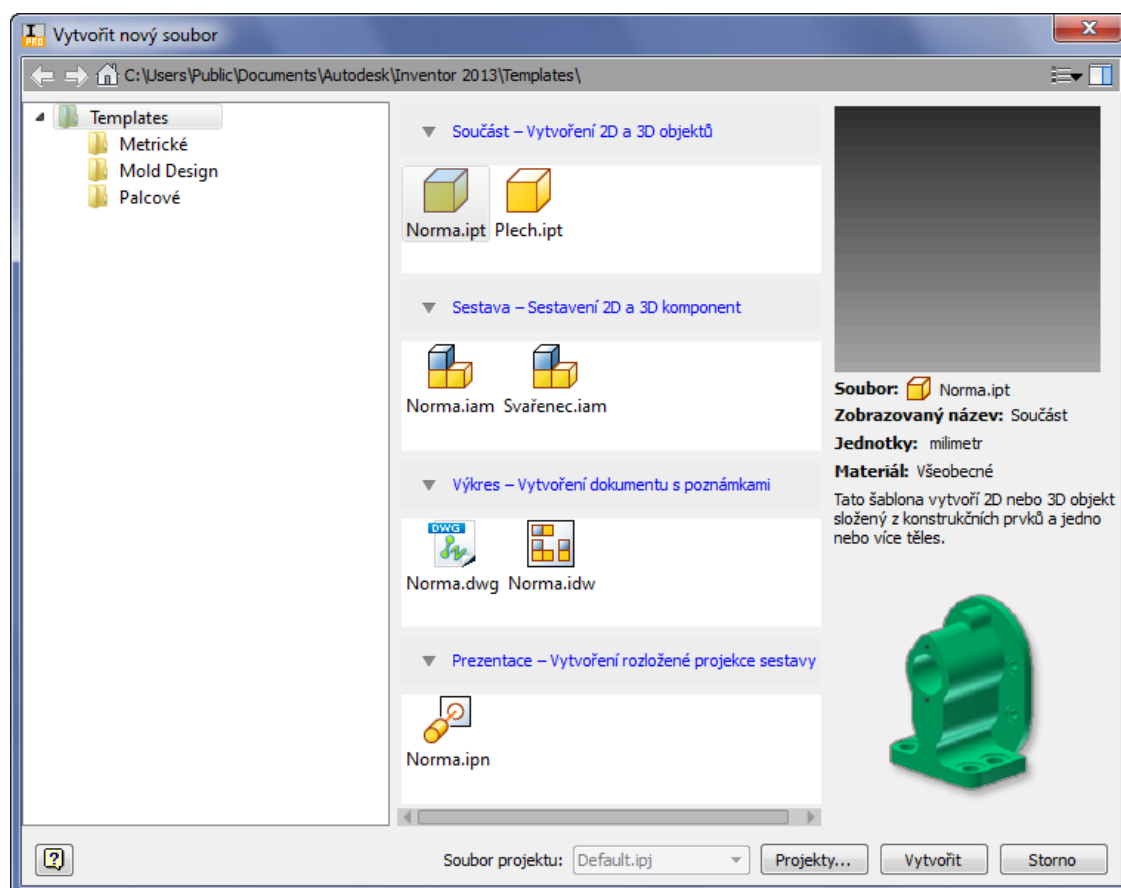 I PRO Vytvořit nový soubor
C:\Users\Public\Documents\Autodesk\Inventor 2013\Templates\
Templates
Metrické
Mold Design
Palcové
Součást – Vytvoření 2D a 3D objektů
Norma.ipt Plech.ipt
Sestava – Sestavení 2D a 3D komponent
Norma.iam Svařenec.iam
Výkres – Vytvoření dokumentu s poznámkami
DWG
Norma.dwg Norma.idw
Prezentace – Vytvoření rozložené projekce sestavy
Norma.ipn
Soubor: Norma.ipt
Zobrazovaný název: Součást
Jednotky: milimetr
Materiál: Všeobecné
Tato šablona vytvoří 2D nebo 3D objekt
složený z konstrukčních prvků a jedno
nebo více těles.
Soubor projektu: Default.ipj Projekty... Vytvořit Storno